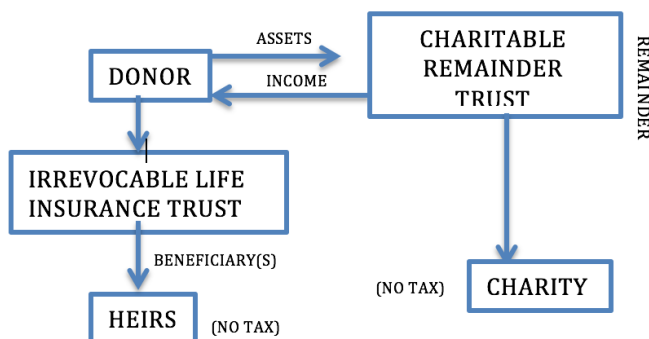 ASSETS
CHARITABLE
REMAINDER
TRUST
REMAINDER
DONOR
INCOME
IRREVOCABLE LIFE
INSURANCE TRUST
BENEFICIARY(S)
(NO TAX)
CHARITY
HEIRS
(NO TAX)